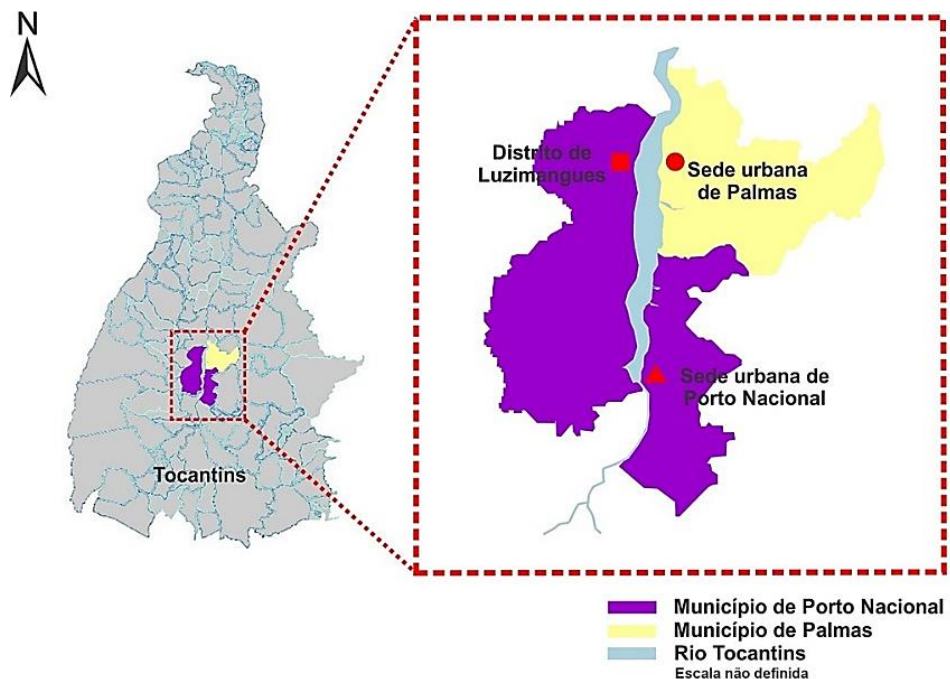 N
Tocantins
Distrito de
Luzimangues
Sede urbana
de Palmas
Sede urbana de
Porto Nacional
Município de Porto Nacional
Município de Palmas
Rio Tocantins
Escala não definida